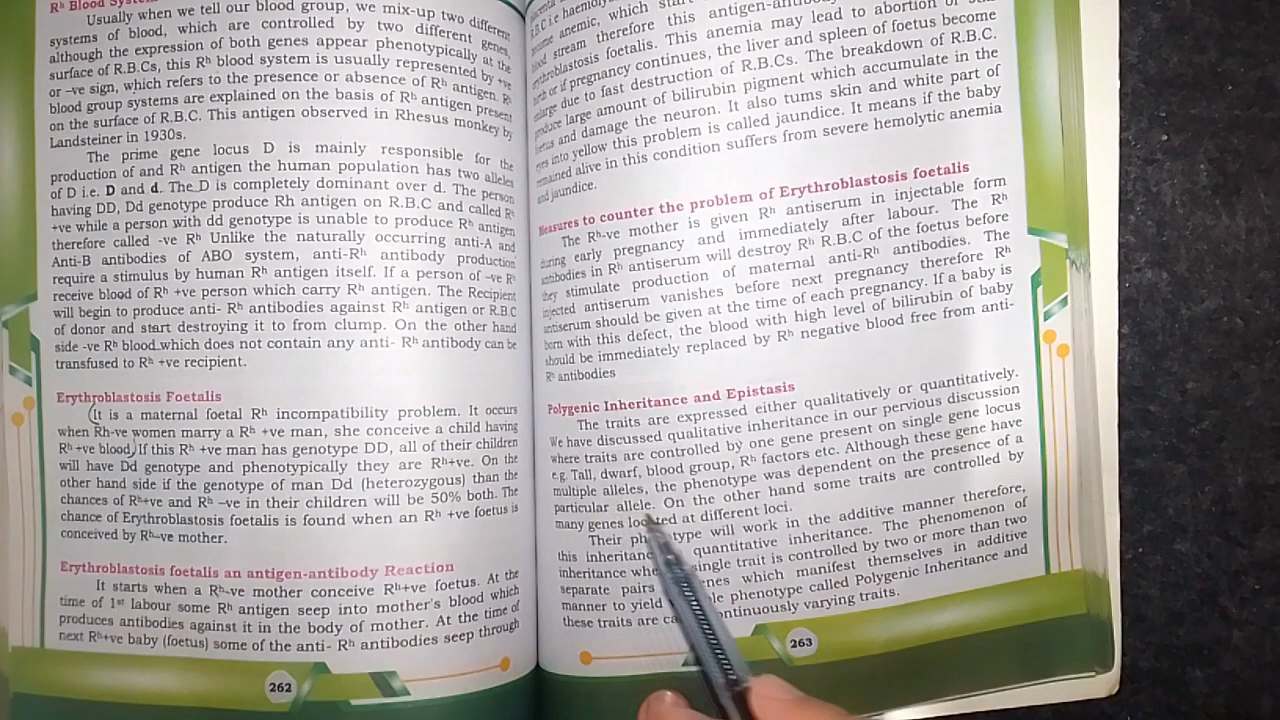 Rh Blood System
Usually when we tell our blood group, we mix-up two different
systems of blood, which are controlled by two different genes,
although the expression of both genes appear phenotypically at the
surface of R.B.Cs, this Rh blood system is usually represented by +ve
or –ve sign, which refers to the presence or absence of Rh antigen. Rh
blood group systems are explained on the basis of Rh antigen present
on the surface of R.B.C. This antigen observed in Rhesus monkey by
Landsteiner in 1930s.
The prime gene locus D is mainly responsible for the
production of and Rh antigen the human population has two alleles
of D i.e. D and d. The D is completely dominant over d. The person
having DD, Dd genotype produce Rh antigen on R.B.C and called Rh
+ve while a person with dd genotype is unable to produce Rh antigen
therefore called -ve Rh Unlike the naturally occurring anti-A and
Anti-B antibodies of ABO system, anti-Rh antibody production
require a stimulus by human Rh antigen itself. If a person of –ve Rh
receive blood of Rh +ve person which carry Rh antigen. The Recipient
will begin to produce anti- Rh antibodies against Rh antigen or R.B.C
of donor and start destroying it to from clump. On the other hand
side -ve Rh blood which does not contain any anti- Rh antibody can be
transfused to Rh +ve recipient.
Erythroblastosis Foetalis
It is a maternal foetal Rh incompatibility problem. It occurs
when Rh-ve women marry a Rh +ve man, she conceive a child having
Rh +ve blood. If this Rh +ve man has genotype DD, all of their children
will have Dd genotype and phenotypically they are Rh+ve. On the
other hand side if the genotype of man Dd (heterozygous) than the
chances of Rh+ve and Rh –ve in their children will be 50% both. The
chance of Erythroblastosis foetalis is found when an Rh +ve foetus is
conceived by Rh–ve mother.
Erythroblastosis foetalis an antigen-antibody Reaction
It starts when a Rh-ve mother conceive Rh+ve foetus. At the
time of 1st labour some Rh antigen seep into mother's blood which
produces antibodies against it in the body of mother. At the time of
next Rh+ve baby (foetus) some of the anti- Rh antibodies seep through
262
R.B.C i.e haemolysis
anemic, which start
blood stream therefore this antigen-antibody
erythroblastosis foetalis. This anemia may lead to abortion or
birth or if pregnancy continues, the liver and spleen of foetus become
enlarge due to fast destruction of R.B.Cs. The breakdown of R.B.C.
produce large amount of bilirubin pigment which accumulate in the
foetus and damage the neuron. It also turns skin and white part of
eyes into yellow this problem is called jaundice. It means if the baby
remained alive in this condition suffers from severe hemolytic anemia
and jaundice.
Measures to counter the problem of Erythroblastosis foetalis
The Rh-ve mother is given Rh antiserum in injectable form
during early pregnancy and immediately after labour. The Rh
antibodies in Rh antiserum will destroy Rh R.B.C of the foetus before
they stimulate production of maternal anti-Rh antibodies. The
injected antiserum vanishes before next pregnancy therefore Rh
antiserum should be given at the time of each pregnancy. If a baby is
born with this defect, the blood with high level of bilirubin of baby
should be immediately replaced by Rh negative blood free from anti-
Rh antibodies
Polygenic Inheritance and Epistasis
The traits are expressed either qualitatively or quantitatively.
We have discussed qualitative inheritance in our pervious discussion
where traits are controlled by one gene present on single gene locus
e.g. Tall, dwarf, blood group, Rh factors etc. Although these gene have
multiple alleles, the phenotype was dependent on the presence of a
particular allele. On the other hand some traits are controlled by
many genes located at different loci.
Their type will work in the additive manner therefore,
this inheritance quantitative inheritance. The phenomenon of
inheritance single trait is controlled by two or more than two
separate pairs which manifest themselves in additive
manner to yield phenotype called Polygenic Inheritance and
these traits are continuously varying traits.
263